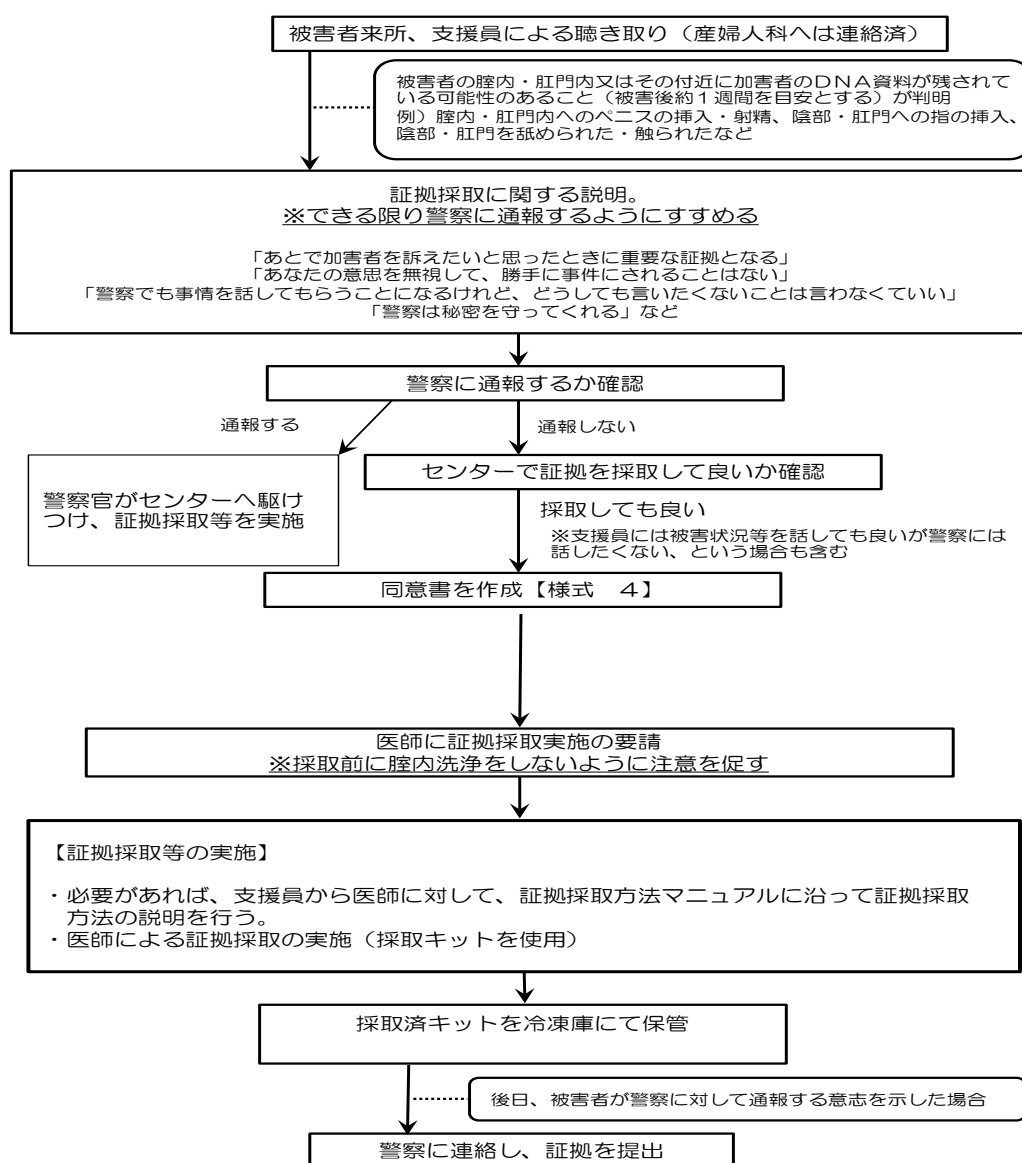 被害者来所、支援員による聴き取り（産婦人科へは連絡済）
被害者の膣内・肛門内又はその付近に加害者のＤＮＡ資料が残されて
いる可能性のあること（被害後約１週間を目安とする）が判明
例）膣内・肛門内へのペニスの挿入・射精、陰部・肛門への指の挿入、
陰部・肛門を舐められた・触られたなど
証拠採取に関する説明。
※できる限り警察に通報するようにすすめる
「あとで加害者を訴えたいと思ったときに重要な証拠となる」
「あなたの意思を無視して、勝手に事件にされることはない」
「警察でも事情を話してもらうことになるけれど、どうしても言いたくないことは言わなくていい」
「警察は秘密を守ってくれる」など
警察に通報するか確認
通報する
通報しない
センターで証拠を採取して良いか確認
警察官がセンターへ駆け
つけ、証拠採取等を実施
採取しても良い
※支援員には被害状況等を話しても良いが警察には
話したくない、という場合も含む
同意書を作成【様式　４】
医師に証拠採取実施の要請
※採取前に膣内洗浄をしないように注意を促す
【証拠採取等の実施】
・必要があれば、支援員から医師に対して、証拠採取方法マニュアルに沿って証拠採取
方法の説明を行う。
・医師による証拠採取の実施（採取キットを使用）
採取済キットを冷凍庫にて保管
後日、被害者が警察に対して通報する意志を示した場合
警察に連絡し、証拠を提出